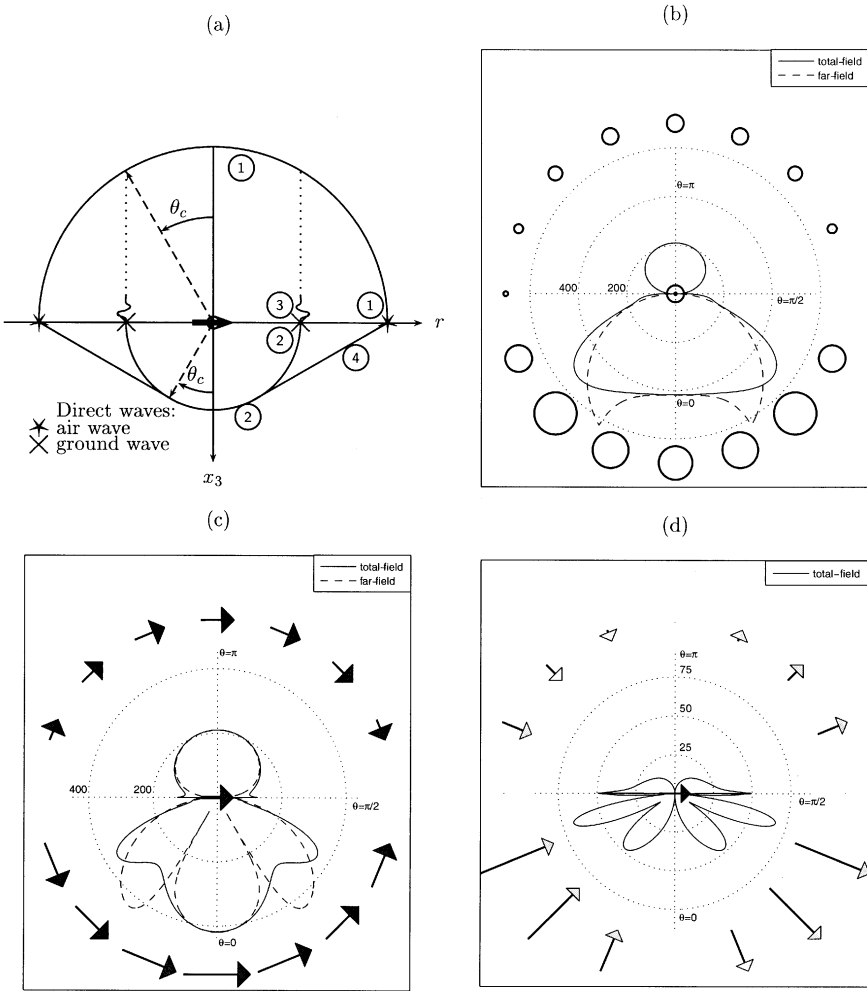 (a)
1
θc
3
1
r
2
4
θc
Direct waves:
air wave
ground wave
2
x3
(b)
total-field
far-field
θ=π
400
200
θ=π/2
θ=0
(c)
total-field
far-field
θ=π
400
200
θ=π/2
θ=0
(d)
total-field
θ=π
75
50
25
θ=π/2
θ=0